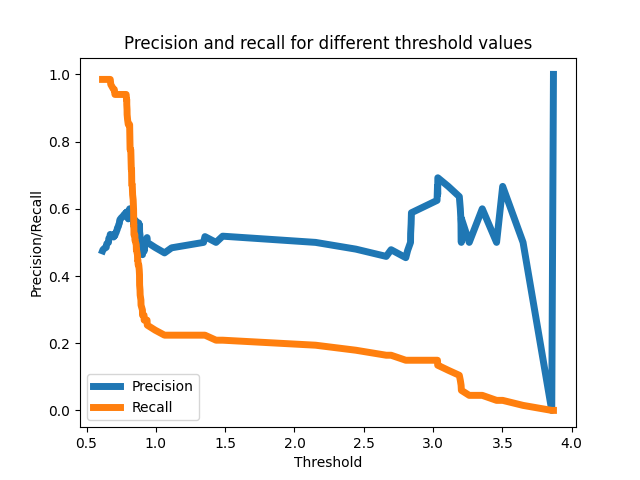 Precision and recall for different threshold values
1.0
0.8
0.6
0.4
0.2
0.0
Precision/Recall
Precision
Recall
0.5 1.0 1.5 2.0 2.5 3.0 3.5 4.0
Threshold